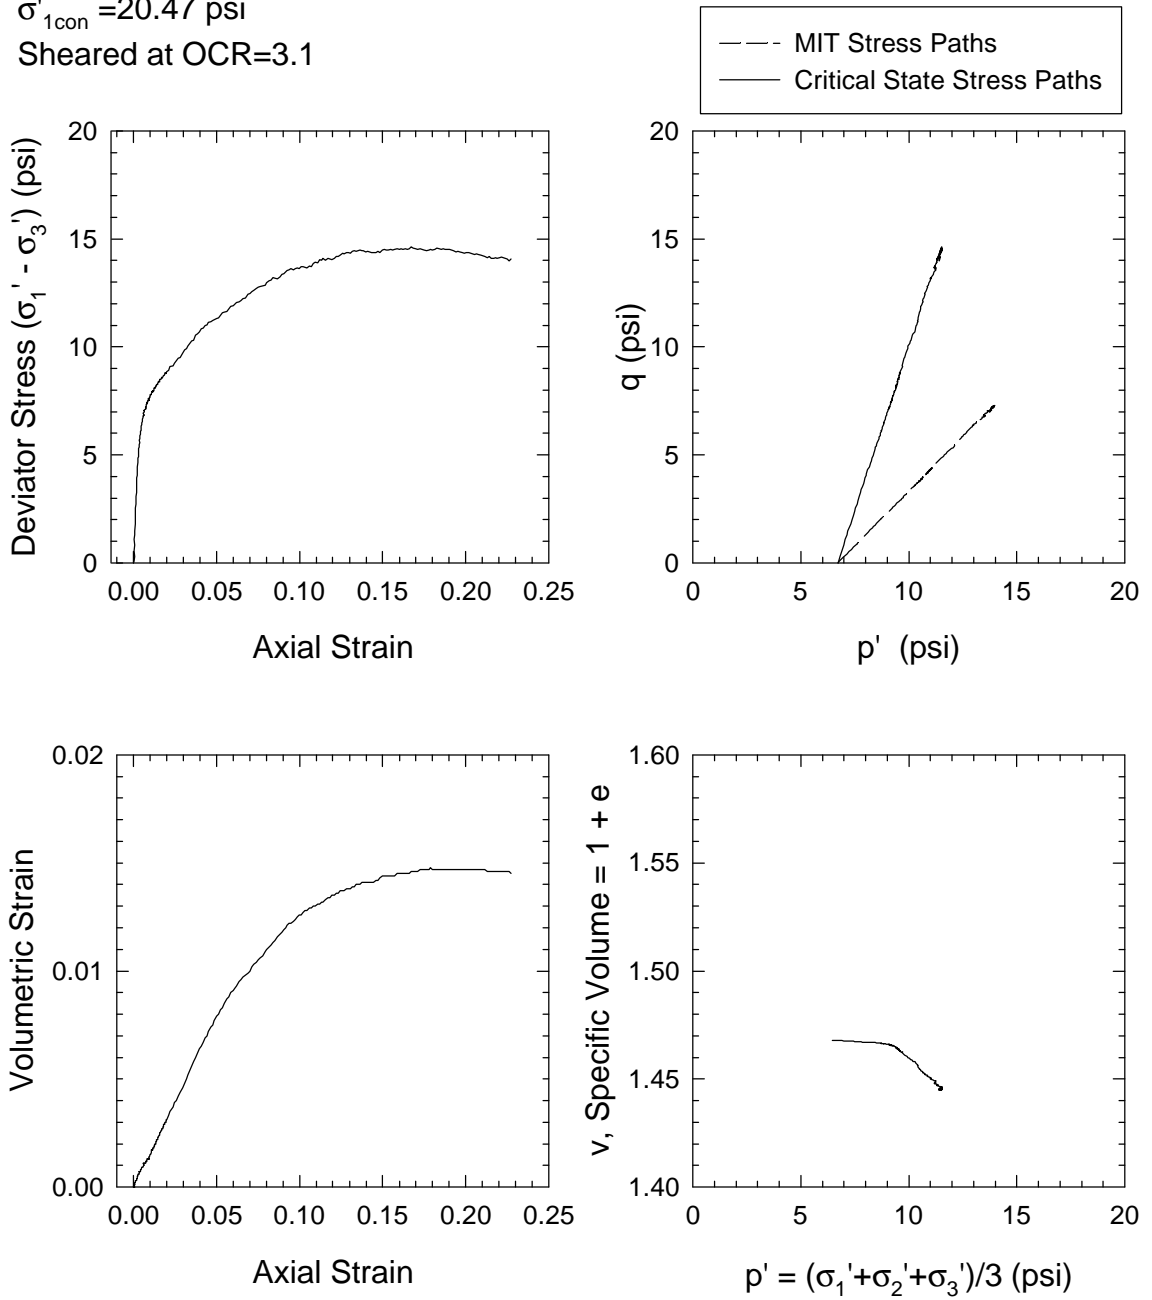 σ'1con =20.47 psi
Sheared at OCR=3.1
MIT Stress Paths
Critical State Stress Paths
Deviator Stress (σ1' - σ3') (psi)
20
15
10
5
0
0.00 0.05 0.10 0.15 0.20 0.25
Axial Strain
q (psi)
20
15
10
5
0
0 5 10 15 20
p' (psi)
Volumetric Strain
0.02
0.01
0.00
0.00 0.05 0.10 0.15 0.20 0.25
Axial Strain
v, Specific Volume = 1 + e
1.60
1.55
1.50
1.45
1.40
0 5 10 15 20
p' = (σ1'+σ2'+σ3')/3 (psi)